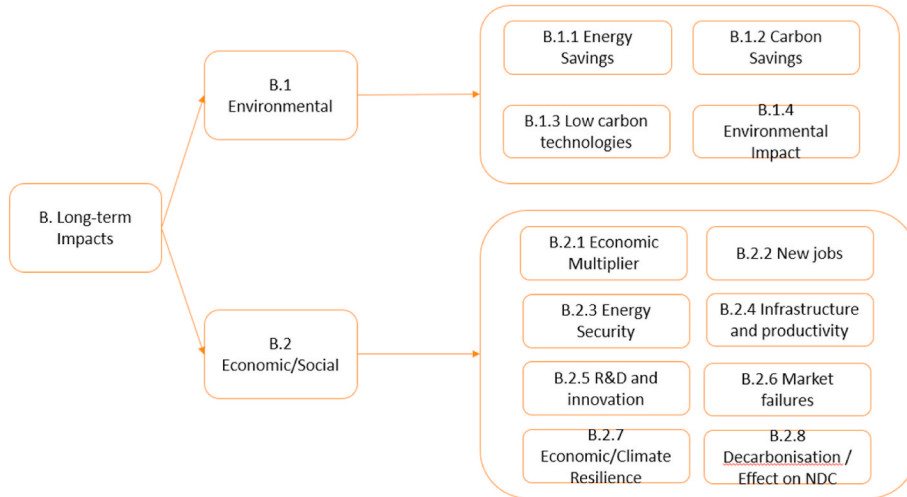 B. Long-term
Impacts
B.1
Environmental
B.1.1 Energy
Savings
B.1.2 Carbon
Savings
B.1.3 Low carbon
technologies
B.1.4
Environmental
Impact
B.2
Economic/Social
B.2.1 Economic
Multiplier
B.2.2 New jobs
B.2.3 Energy
Security
B.2.4 Infrastructure
and productivity
B.2.5 R&D and
innovation
B.2.6 Market
failures
B.2.7
Economic/Climate
Resilience
B.2.8
Decarbonisation /
Effect on NDC